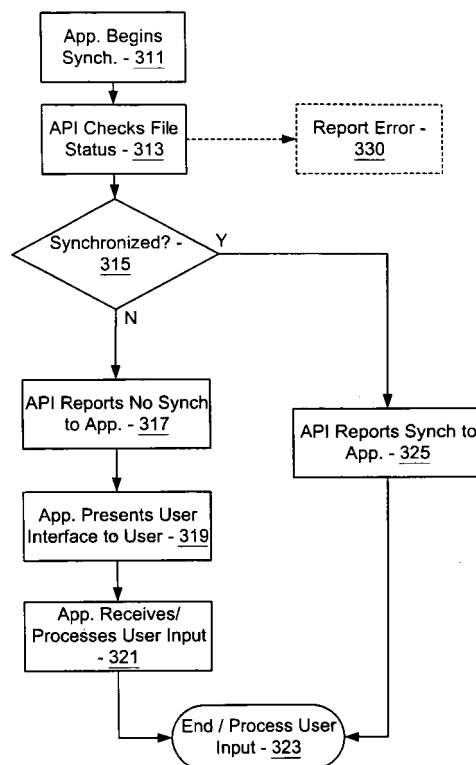 App. Begins
Synch. - 311
API Checks File
Status - 313
Report Error -
330
Synchronized? -
315
Y
N
API Reports No Synch
to App. - 317
API Reports Synch to
App. - 325
App. Presents User
Interface to User - 319
App. Receives/
Processes User Input
- 321
End / Process User
Input - 323